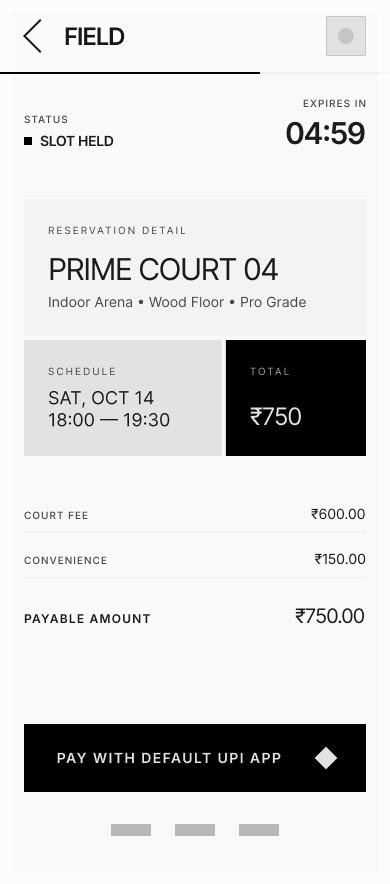 FIELD
EXPIRES IN
STATUS
04:59
SLOT HELD
RESERVATION DETAIL
PRIME COURT 04
Indoor Arena • Wood Floor • Pro Grade
SCHEDULE
SAT, OCT 14
18:00 — 19:30
TOTAL
₹750
COURT FEE ₹600.00
CONVENIENCE ₹150.00
PAYABLE AMOUNT ₹750.00
PAY WITH DEFAULT UPI APP